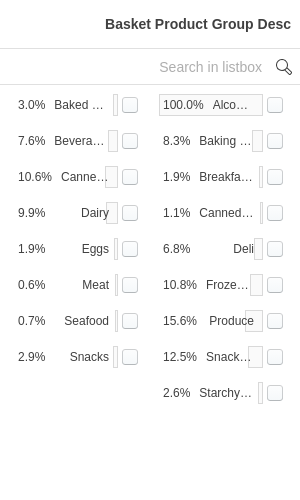 Basket Product Group Desc
Search in listbox
100.0% Alco...
3.0% Baked ...
8.3% Baking ...
7.6% Bevera...
1.9% Breakfa...
10.6% Canne...
1.1% Canned...
9.9% Dairy
6.8% Deli
1.9% Eggs
10.8% Froze...
0.6% Meat
15.6% Produce
0.7% Seafood
12.5% Snack...
2.9% Snacks
2.6% Starchy...